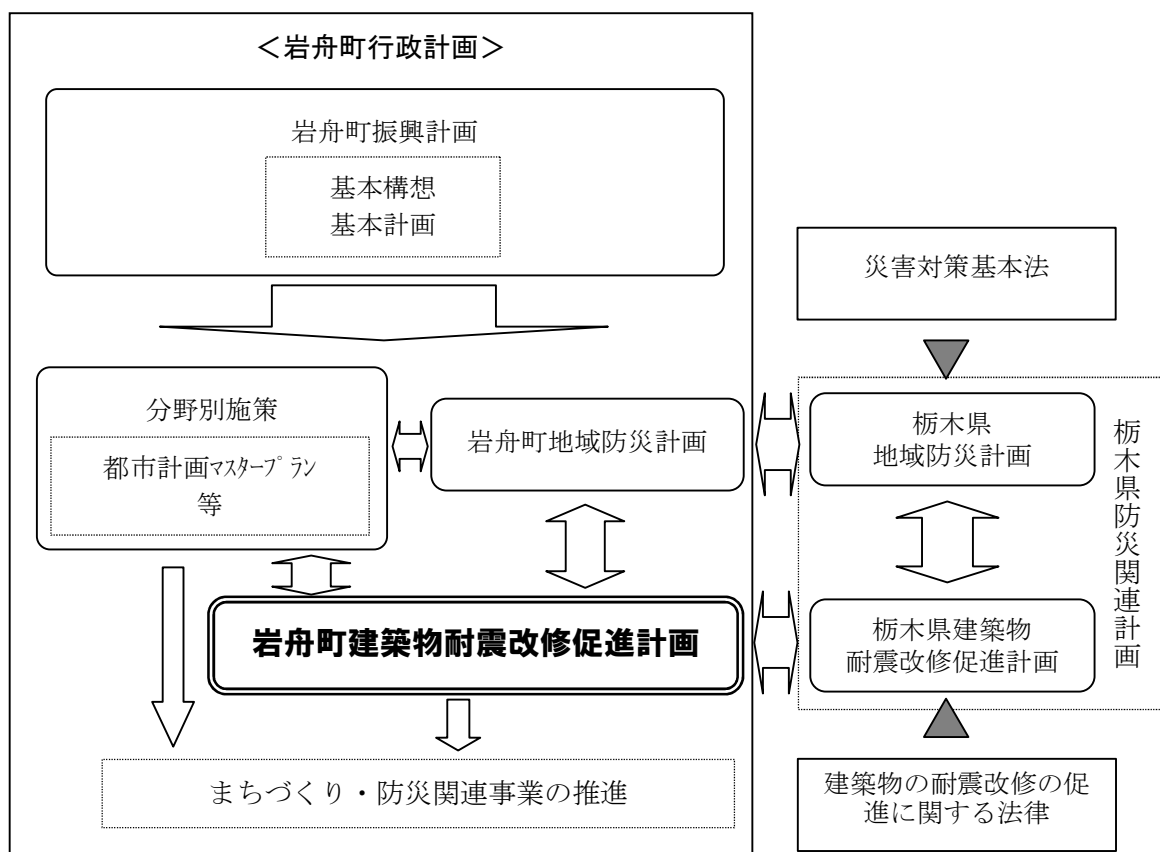 ＜岩舟町行政計画＞
岩舟町振興計画
基本構想
基本計画
災害対策基本法
分野別施策
都市計画ﾏｽﾀｰﾌﾟﾗﾝ
等
岩舟町地域防災計画
栃木県
地域防災計画
栃木県防災関連計画
岩舟町建築物耐震改修促進計画
栃木県建築物
耐震改修促進計画
まちづくり・防災関連事業の推進
建築物の耐震改修の促
進に関する法律